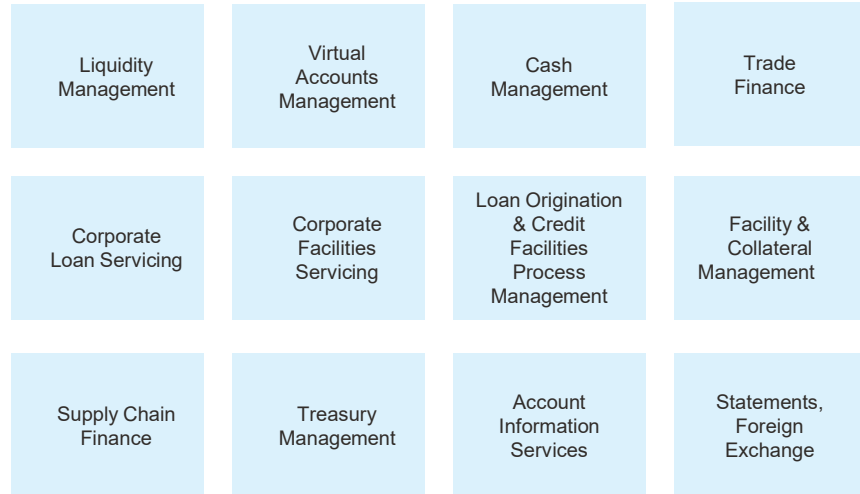 Liquidity
Management
Virtual
Accounts
Management
Cash
Management
Trade
Finance
Corporate
Loan Servicing
Corporate
Facilities
Servicing
Loan Origination
& Credit
Facilities
Process
Management
Facility &
Collateral
Management
Supply Chain
Finance
Treasury
Management
Account
Information
Services
Statements,
Foreign
Exchange